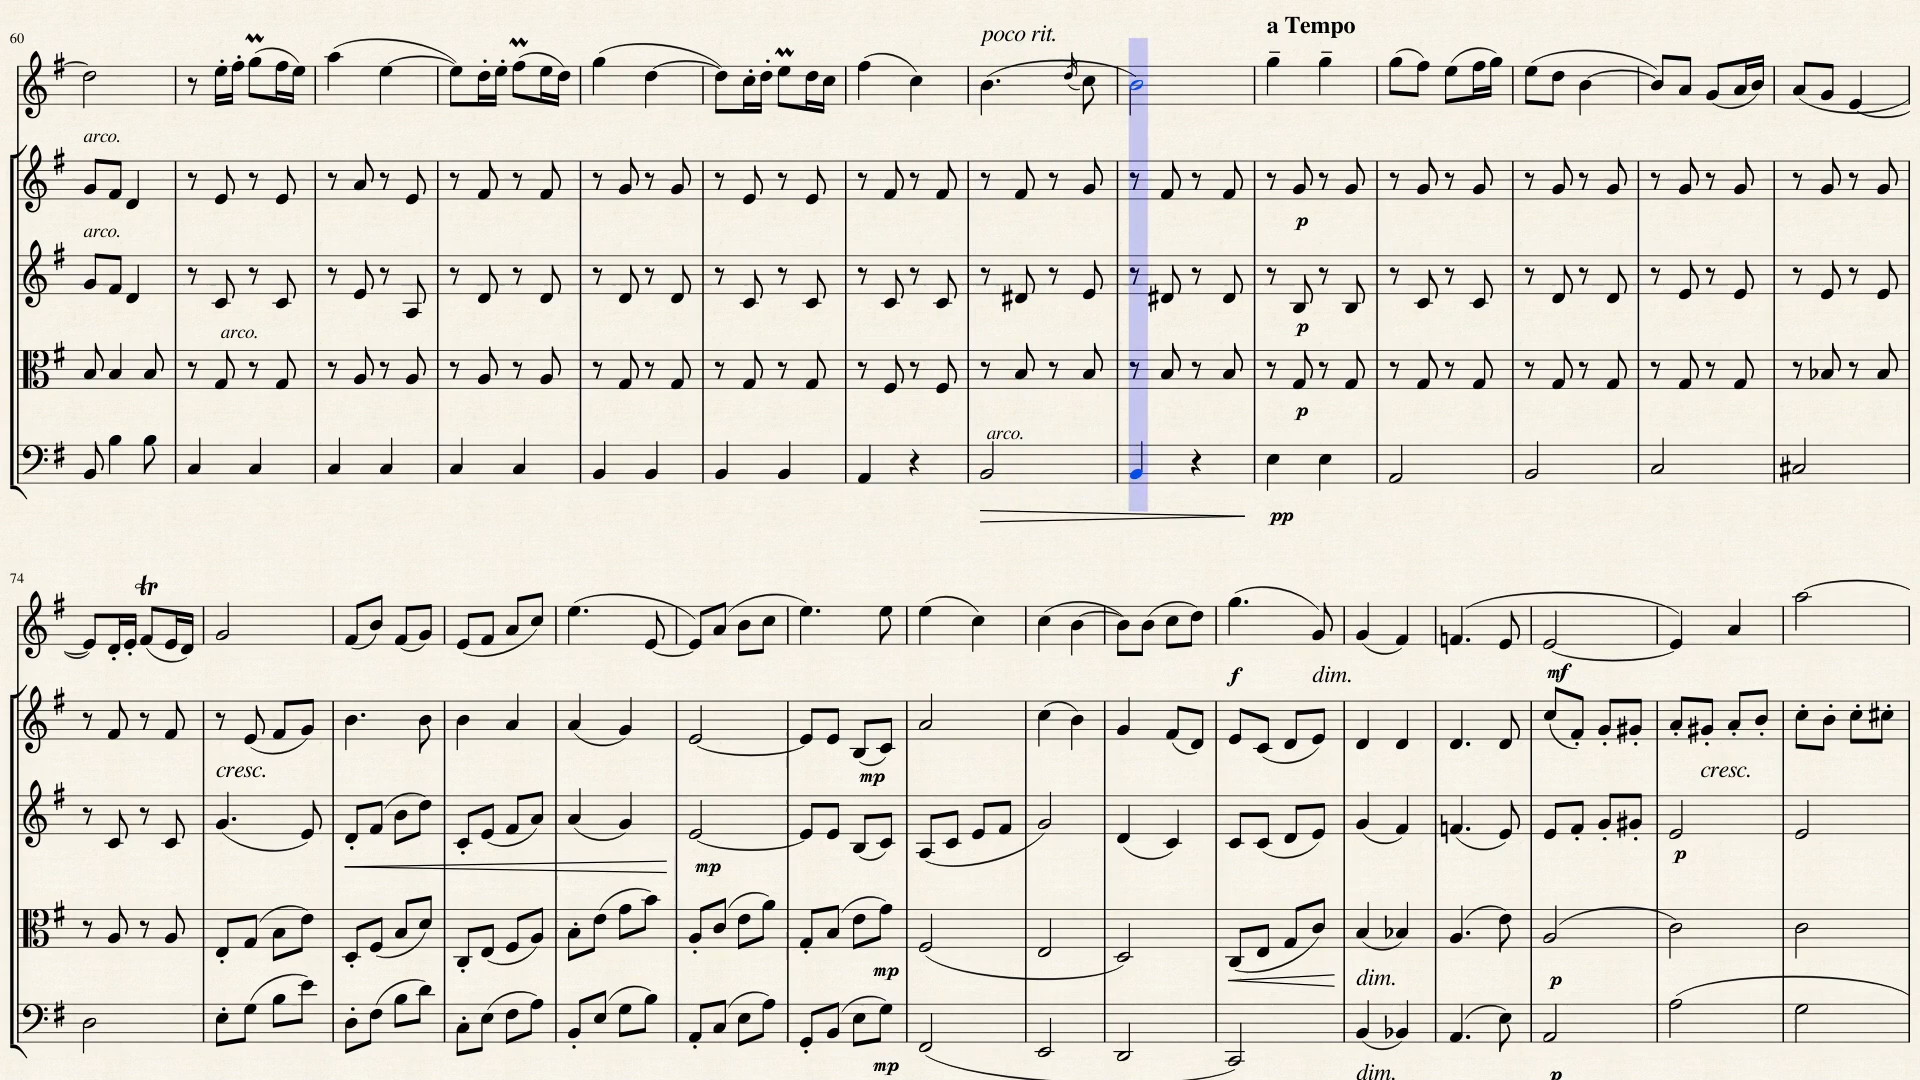 a Tempo
60
poco rit.
arco.
arco.
p
arco.
p
p
arco.
pp
74
tr
f
dim.
mf
cresc.
mp
cresc.
mp
p
mp
dim.
p
mp
dim.
p